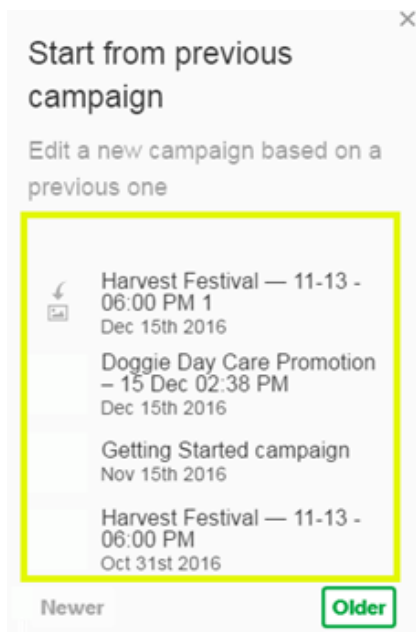 Start from previous
campaign
Edit a new campaign based on a
previous one
Harvest Festival — 11-13 -
06:00 PM 1
Dec 15th 2016
Doggie Day Care Promotion
– 15 Dec 02:38 PM
Dec 15th 2016
Getting Started campaign
Nov 15th 2016
Harvest Festival — 11-13 -
06:00 PM
Oct 31st 2016
Newer
Older